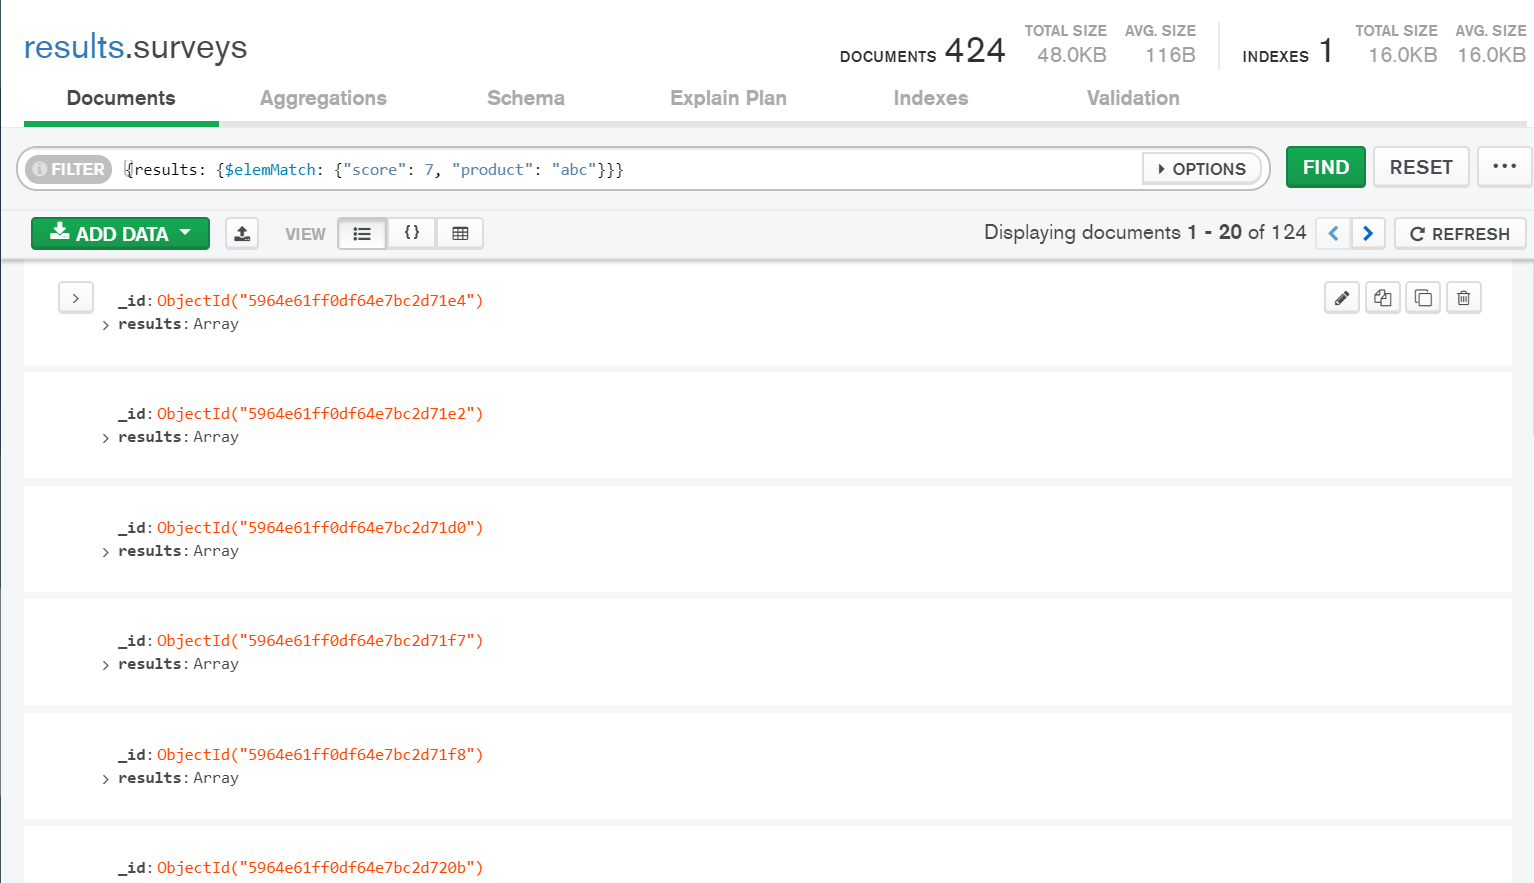 results.surveys
DOCUMENTS 424 TOTAL SIZE 48.0KB AVG. SIZE 116B INDEXES 1 TOTAL SIZE 16.0KB AVG. SIZE 16.0KB
Documents Aggregations Schema Explain Plan Indexes Validation
FILTER {results: {$elemMatch: {"score": 7, "product": "abc"}}} OPTIONS FIND RESET ...
ADD DATA VIEW {} Displaying documents 1 - 20 of 124 REFRESH
_id: ObjectId("5964e61ff0df64e7bc2d71e4")
results: Array
_id: ObjectId("5964e61ff0df64e7bc2d71e2")
results: Array
_id: ObjectId("5964e61ff0df64e7bc2d71d0")
results: Array
_id: ObjectId("5964e61ff0df64e7bc2d71f7")
results: Array
_id: ObjectId("5964e61ff0df64e7bc2d71f8")
results: Array
_id: ObjectId("5964e61ff0df64e7bc2d720b")